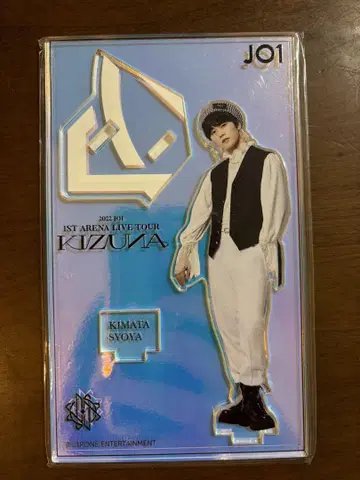 JO1
2022 JO1
1ST ARENA LIVE TOUR
KIZUNA
KIMATA
SYOYA
© LAPONE ENTERTAINMENT